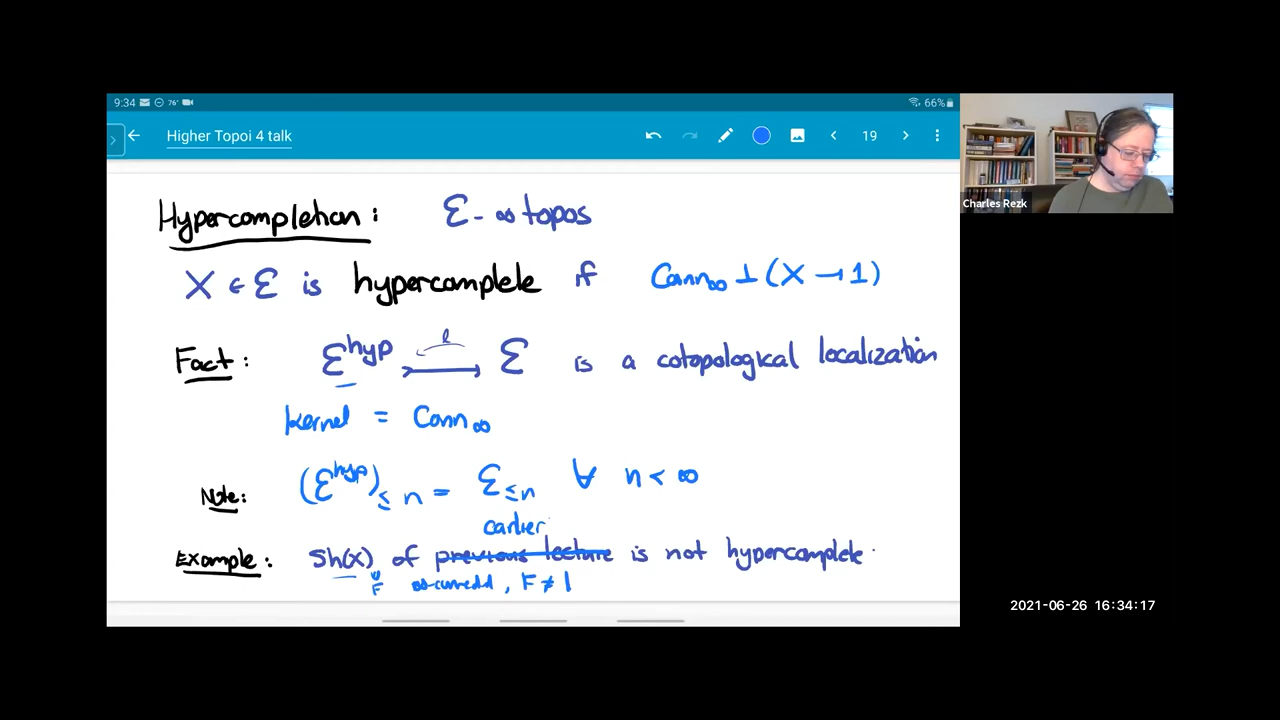 9:34 76° 66%
Higher Topoi 4 talk 19
Hypercompletion: ℰ - ∞ topos
X ∈ ℰ is hypercomplete if Conn∞ ⊥ (X → 1)
ℓ
Fact: ℰ^hyp ↣ ℰ is a cotopological localization
kernel = Conn∞
Note: (ℰ^hyp)≤n = ℰ≤n ∀ n < ∞
earlier
Example: Sh(X) of previous lecture is not hypercomplete.
F ∞-connected, F ≠ 1
Charles Rezk
2021-06-26 16:34:17